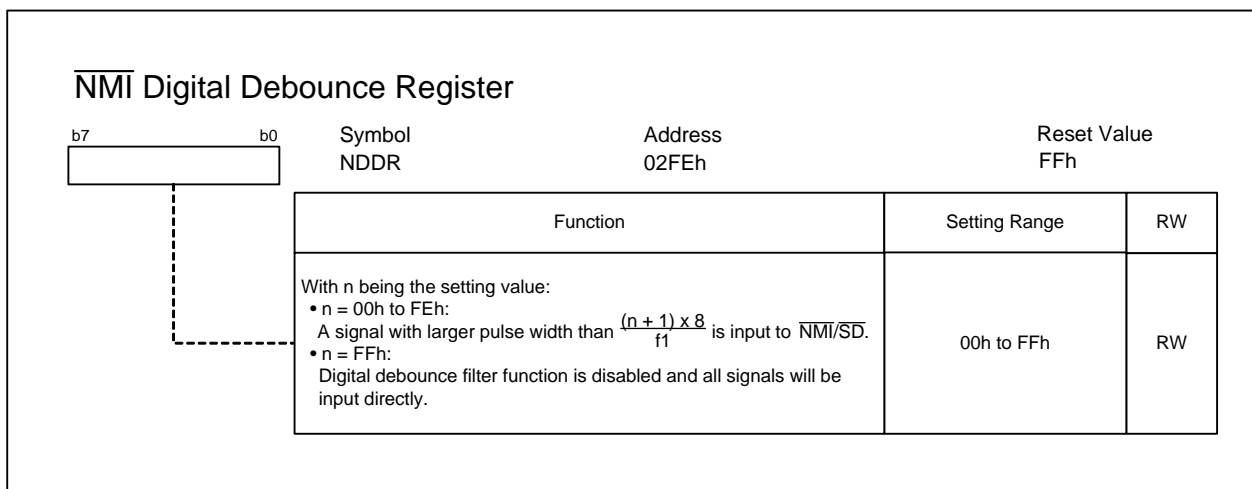 NMI Digital Debounce Register
b7 b0 Symbol Address Reset Value
NDDR 02FEh FFh
Function Setting Range RW
With n being the setting value:
• n = 00h to FEh:
A signal with larger pulse width than (n + 1) x 8 / f1 is input to NMI/SD.
• n = FFh:
Digital debounce filter function is disabled and all signals will be
input directly.
00h to FFh RW